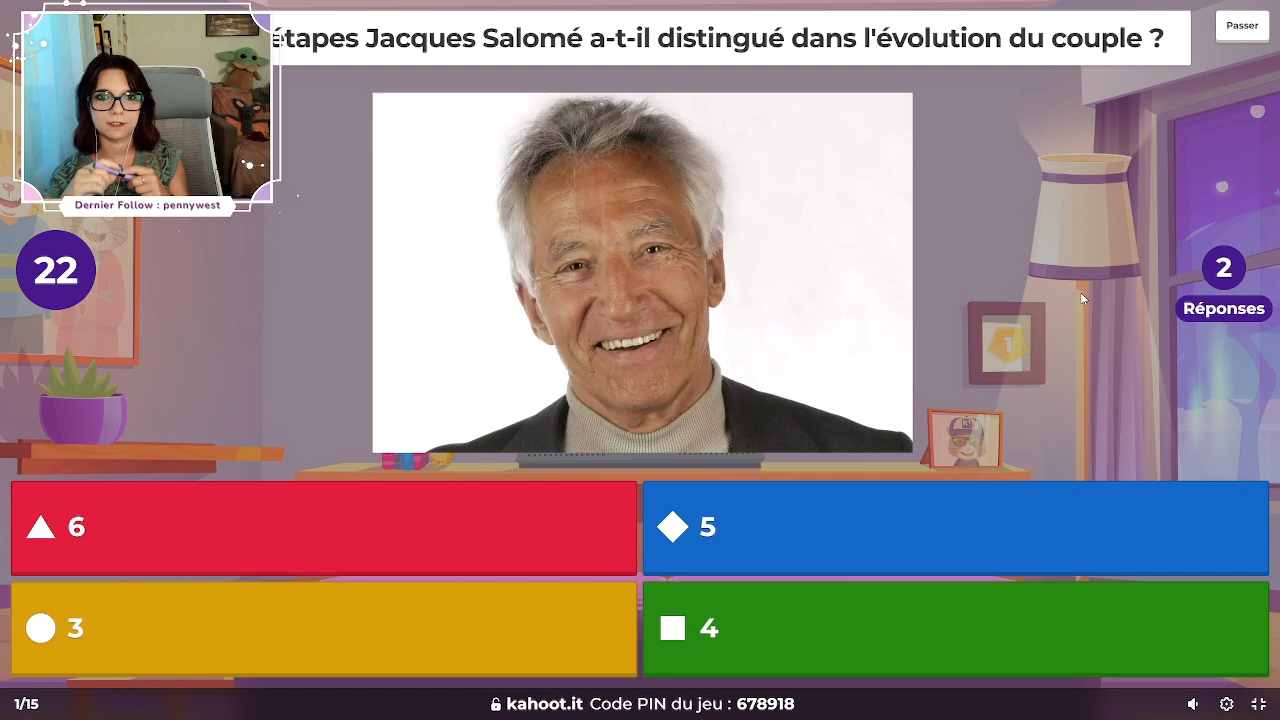 étapes Jacques Salomé a-t-il distingué dans l'évolution du couple ?
Passer
Dernier Follow : pennywest
22
2
Réponses
1
6
5
3
4
1/15
kahoot.it Code PIN du jeu : 678918